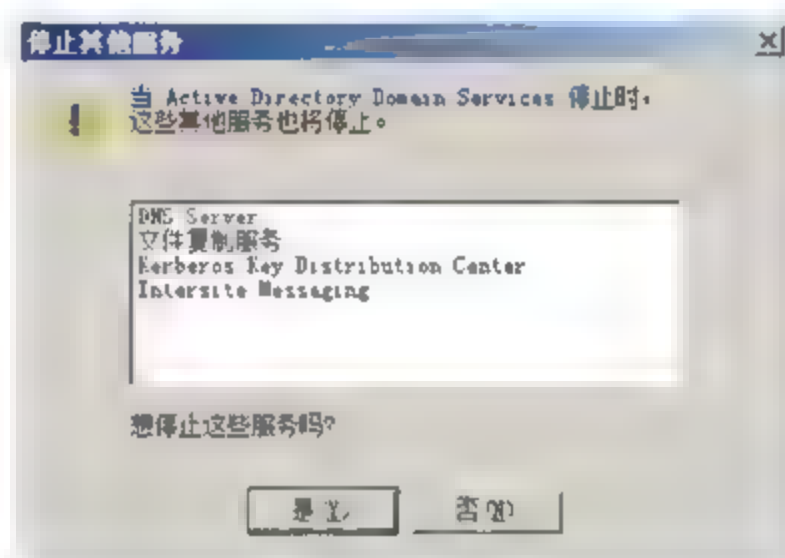 停止其他服务
当 Active Directory Domain Services 停止时,
这些其他服务也将停止。
DNS Server
文件复制服务
Kerberos Key Distribution Center
Intersite Messaging
想停止这些服务吗?
是(Y)
否(N)